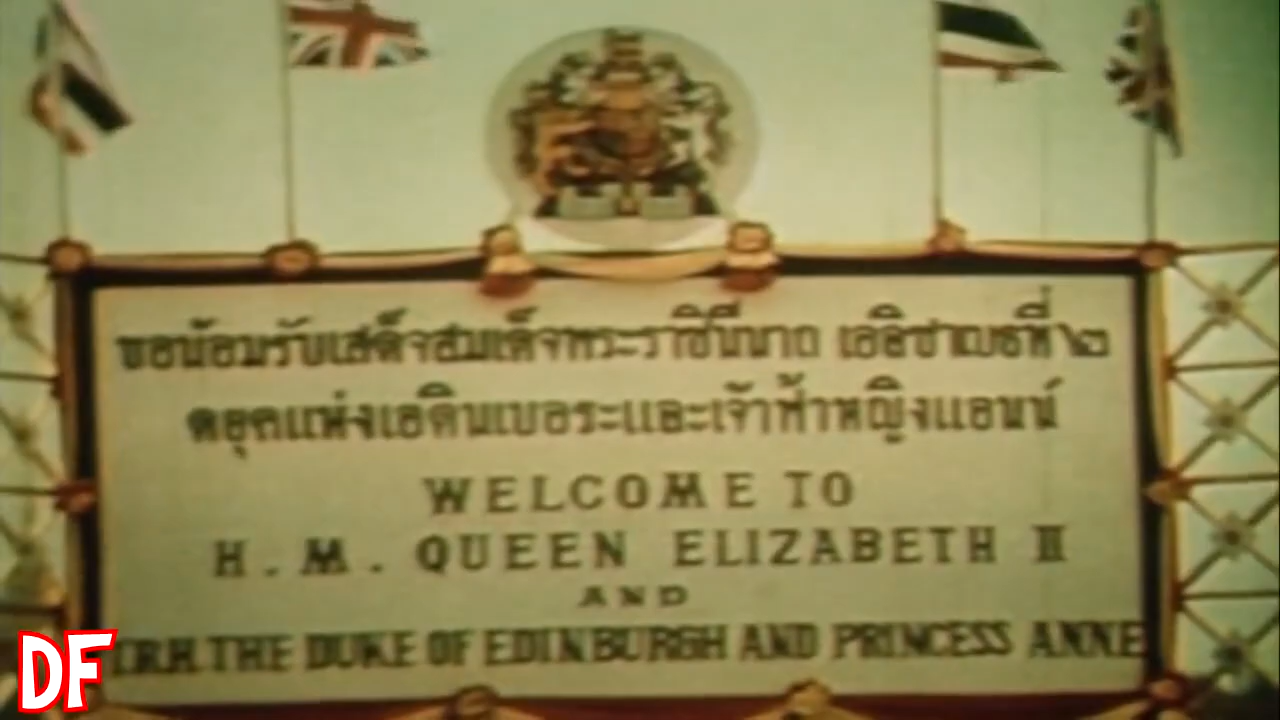 ขอน้อมรับเสด็จสมเด็จพระราชินีนาถ เอลิซาเบธที่ ๒
ดยุคแห่งเอดินเบอระและเจ้าฟ้าหญิงแอนน์
WELCOME TO
H. M. QUEEN ELIZABETH II
AND
T.R.H. THE DUKE OF EDINBURGH AND PRINCESS ANNE
DF